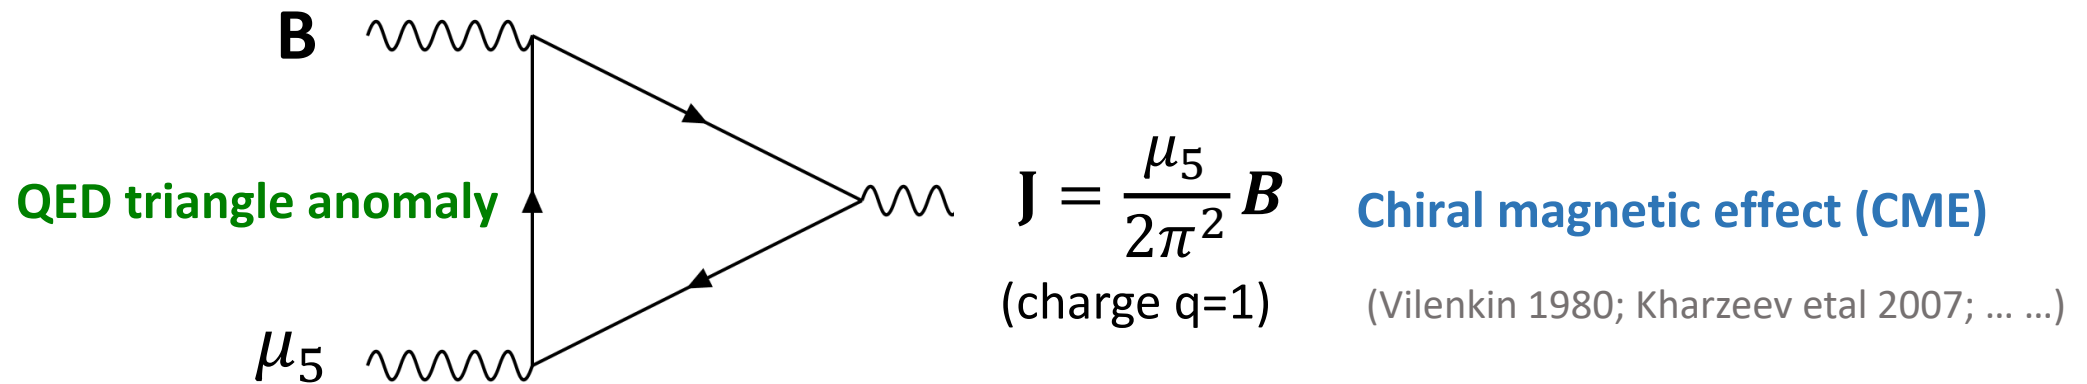 B
QED triangle anomaly
μ₅
J = μ₅/2π² B
(charge q=1)
Chiral magnetic effect (CME)
(Vilenkin 1980; Kharzeev etal 2007; … …)